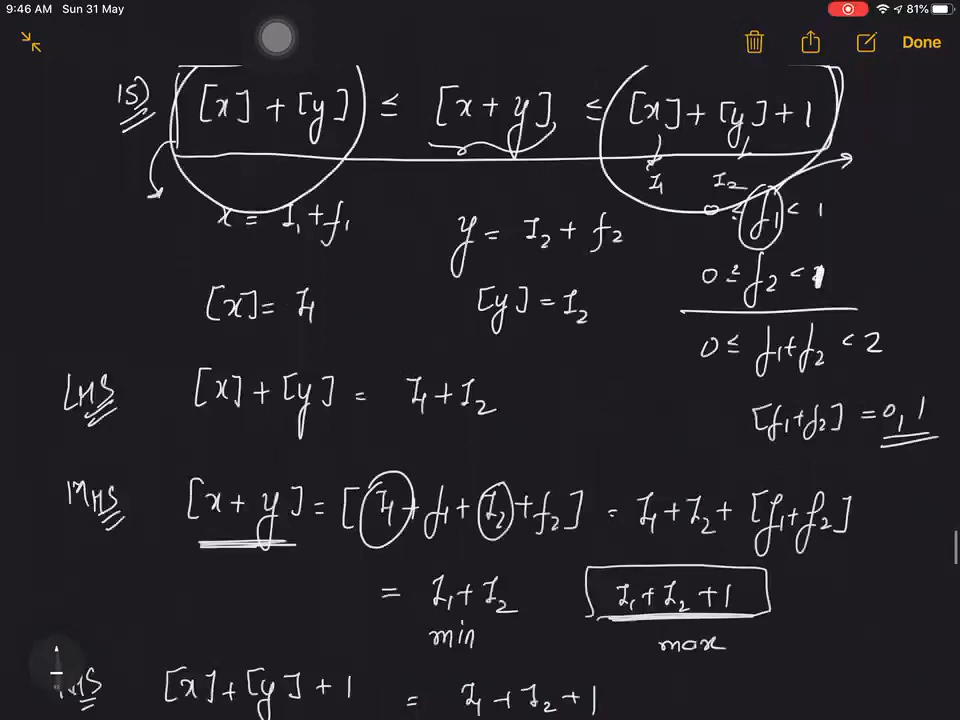 9:46 AM Sun 31 May 81%
Done
15) [x] + [y] ≤ [x + y] ≤ [x] + [y] + 1
I₁ I₂
x = I₁ + f₁ y = I₂ + f₂ 0 ≤ f₁ < 1
0 ≤ f₂ < 1
[x] = I₁ [y] = I₂
0 ≤ f₁ + f₂ < 2
LHS [x] + [y] = I₁ + I₂
[f₁ + f₂] = 0, 1
MHS [x + y] = [I₁ + f₁ + I₂ + f₂] = I₁ + I₂ + [f₁ + f₂]
= I₁ + I₂ I₁ + I₂ + 1
min max
RHS [x] + [y] + 1 = I₁ + I₂ + 1